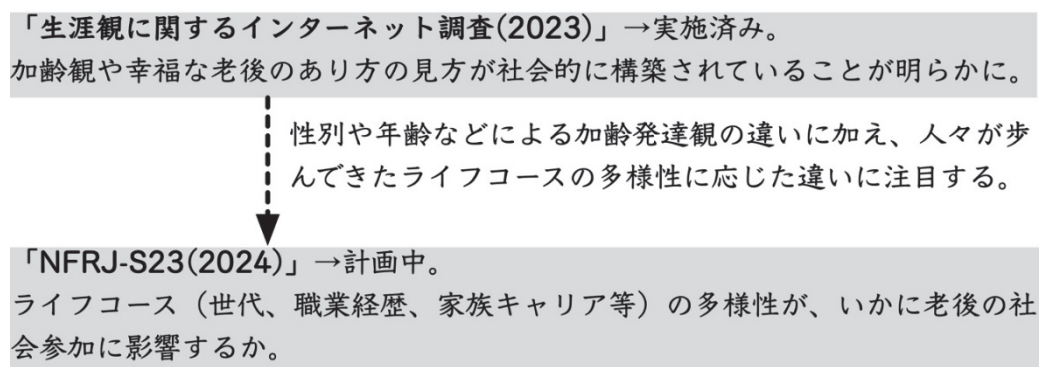 「生涯観に関するインターネット調査(2023)」→実施済み。
加齢観や幸福な老後のあり方の見方が社会的に構築されていることが明らかに。
性別や年齢などによる加齢発達観の違いに加え、人々が歩
んできたライフコースの多様性に応じた違いに注目する。
「NFRJ-S23(2024)」→計画中。
ライフコース（世代、職業経歴、家族キャリア等）の多様性が、いかに老後の社
会参加に影響するか。